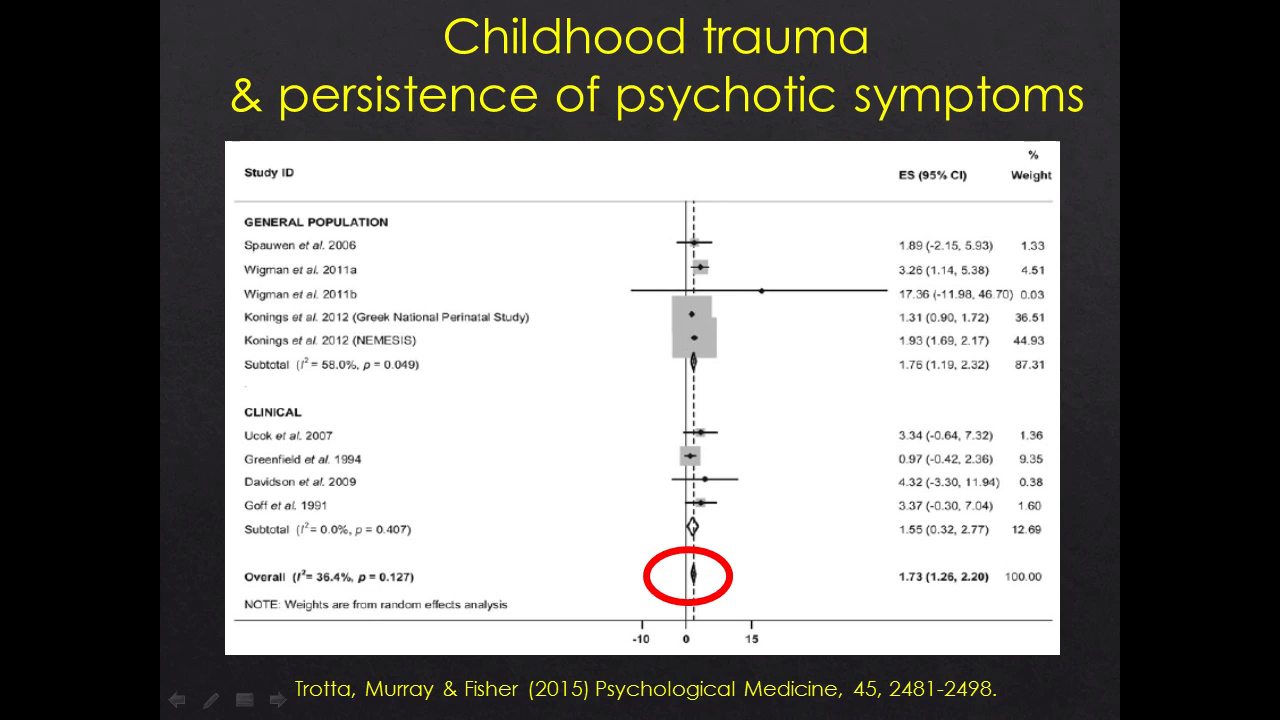 Childhood trauma
& persistence of psychotic symptoms
%
Study ID ES (95% CI) Weight
GENERAL POPULATION
Spauwen et al. 2006 1.89 (-2.15, 5.93) 1.33
Wigman et al. 2011a 3.26 (1.14, 5.38) 4.51
Wigman et al. 2011b 17.36 (-11.98, 46.70) 0.03
Konings et al. 2012 (Greek National Perinatal Study) 1.31 (0.90, 1.72) 36.51
Konings et al. 2012 (NEMESIS) 1.93 (1.69, 2.17) 44.93
Subtotal (I² = 58.0%, p = 0.049) 1.76 (1.19, 2.32) 87.31
.
CLINICAL
Ucok et al. 2007 3.34 (-0.64, 7.32) 1.36
Greenfield et al. 1994 0.97 (-0.42, 2.36) 9.35
Davidson et al. 2009 4.32 (-3.30, 11.94) 0.38
Goff et al. 1991 3.37 (-0.30, 7.04) 1.60
Subtotal (I² = 0.0%, p = 0.407) 1.55 (0.32, 2.77) 12.69
Overall (I² = 36.4%, p = 0.127) 1.73 (1.26, 2.20) 100.00
NOTE: Weights are from random effects analysis
-10 0 15
Trotta, Murray & Fisher (2015) Psychological Medicine, 45, 2481-2498.